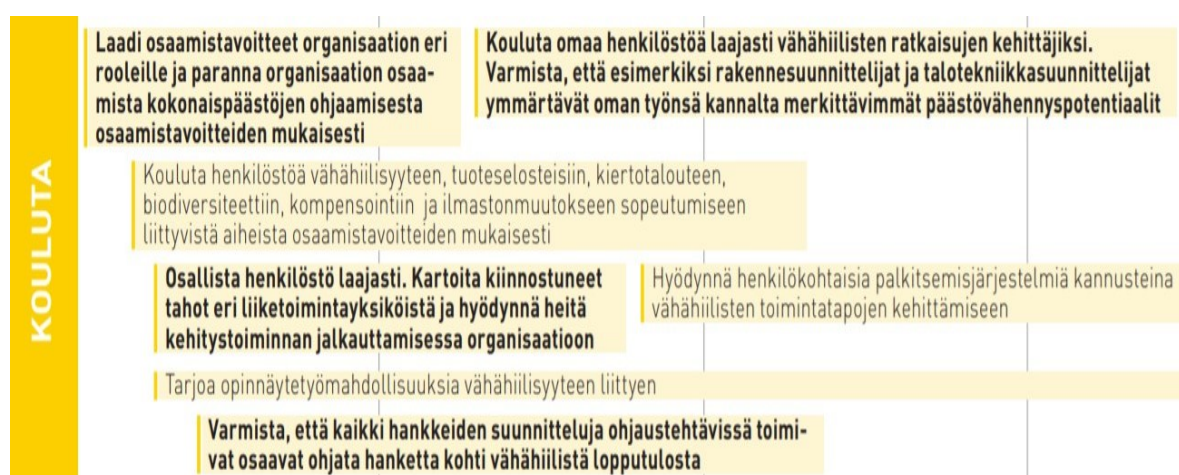 KOULUTA
Laadi osaamistavoitteet organisaation eri
rooleille ja paranna organisaation osaa-
mista kokonaispäästöjen ohjaamisesta
osaamistavoitteiden mukaisesti
Kouluta omaa henkilöstöä laajasti vähähiilisten ratkaisujen kehittäjiksi.
Varmista, että esimerkiksi rakennesuunnittelijat ja talotekniikkasuunnittelijat
ymmärtävät oman työnsä kannalta merkittävimmät päästövähennyspotentiaalit
Kouluta henkilöstöä vähähiilisyyteen, tuoteselosteisiin, kiertotalouteen,
biodiversiteettiin, kompensointiin ja ilmastonmuutokseen sopeutumiseen
liittyvistä aiheista osaamistavoitteiden mukaisesti
Osallista henkilöstö laajasti. Kartoita kiinnostuneet
tahot eri liiketoimintayksiköistä ja hyödynnä heitä
kehitystoiminnan jalkauttamisessa organisaatioon
Hyödynnä henkilökohtaisia palkitsemisjärjestelmiä kannusteina
vähähiilisten toimintatapojen kehittämiseen
Tarjoa opinnäytetyömahdollisuuksia vähähiilisyyteen liittyen
Varmista, että kaikki hankkeiden suunnitteluja ohjaustehtävissä toimi-
vat osaavat ohjata hanketta kohti vähähiilistä lopputulosta